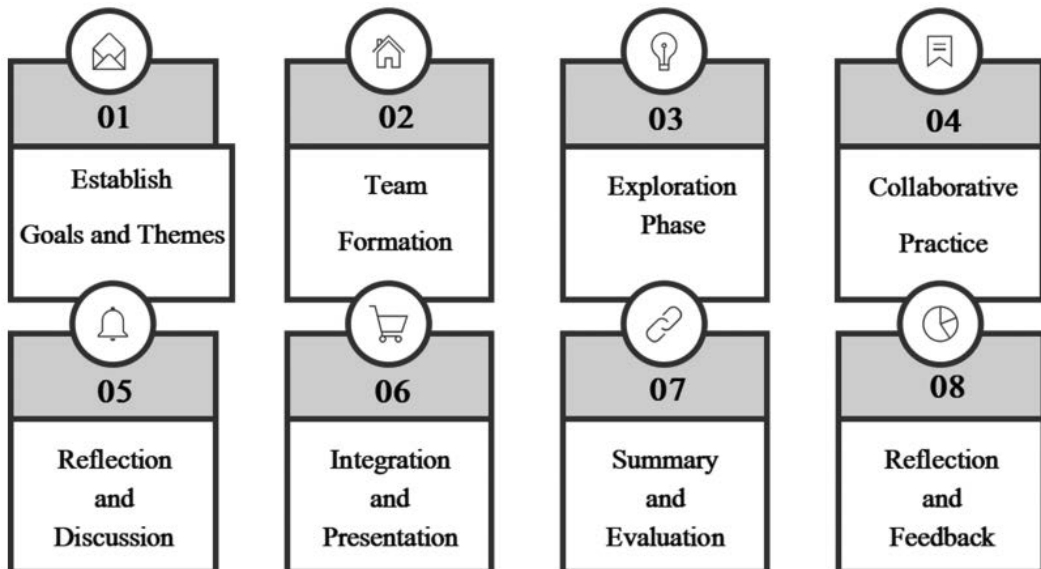 01
Establish
Goals and Themes
02
Team
Formation
03
Exploration
Phase
04
Collaborative
Practice
05
Reflection
and
Discussion
06
Integration
and
Presentation
07
Summary
and
Evaluation
08
Reflection
and
Feedback